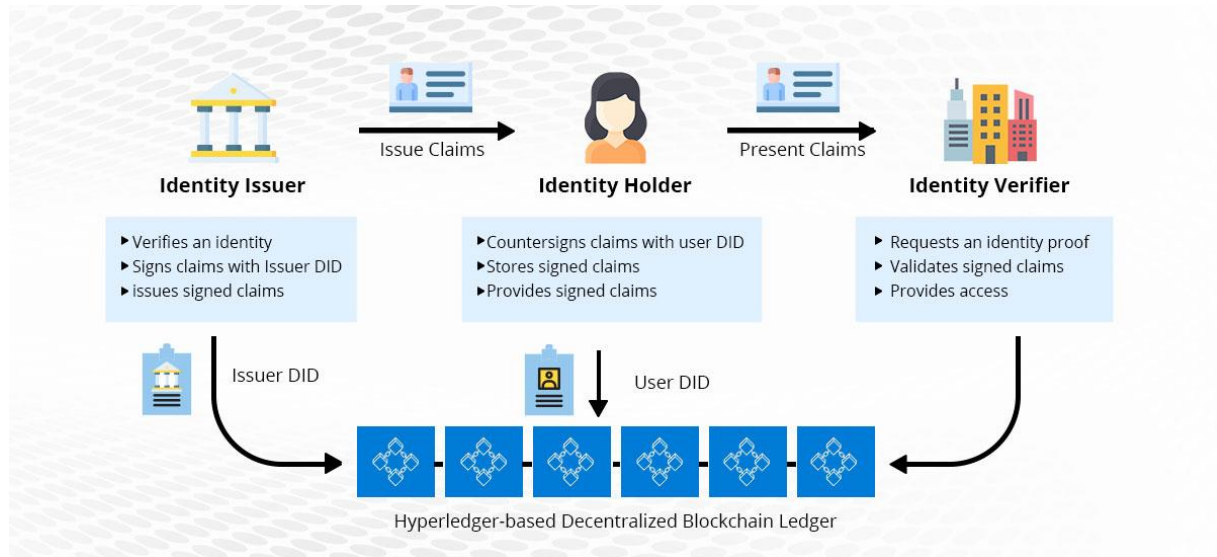 Issue Claims
Present Claims
Identity Issuer
Identity Holder
Identity Verifier
Verifies an identity
Signs claims with Issuer DID
issues signed claims
Countersigns claims with user DID
Stores signed claims
Provides signed claims
Requests an identity proof
Validates signed claims
Provides access
Issuer DID
User DID
Hyperledger-based Decentralized Blockchain Ledger